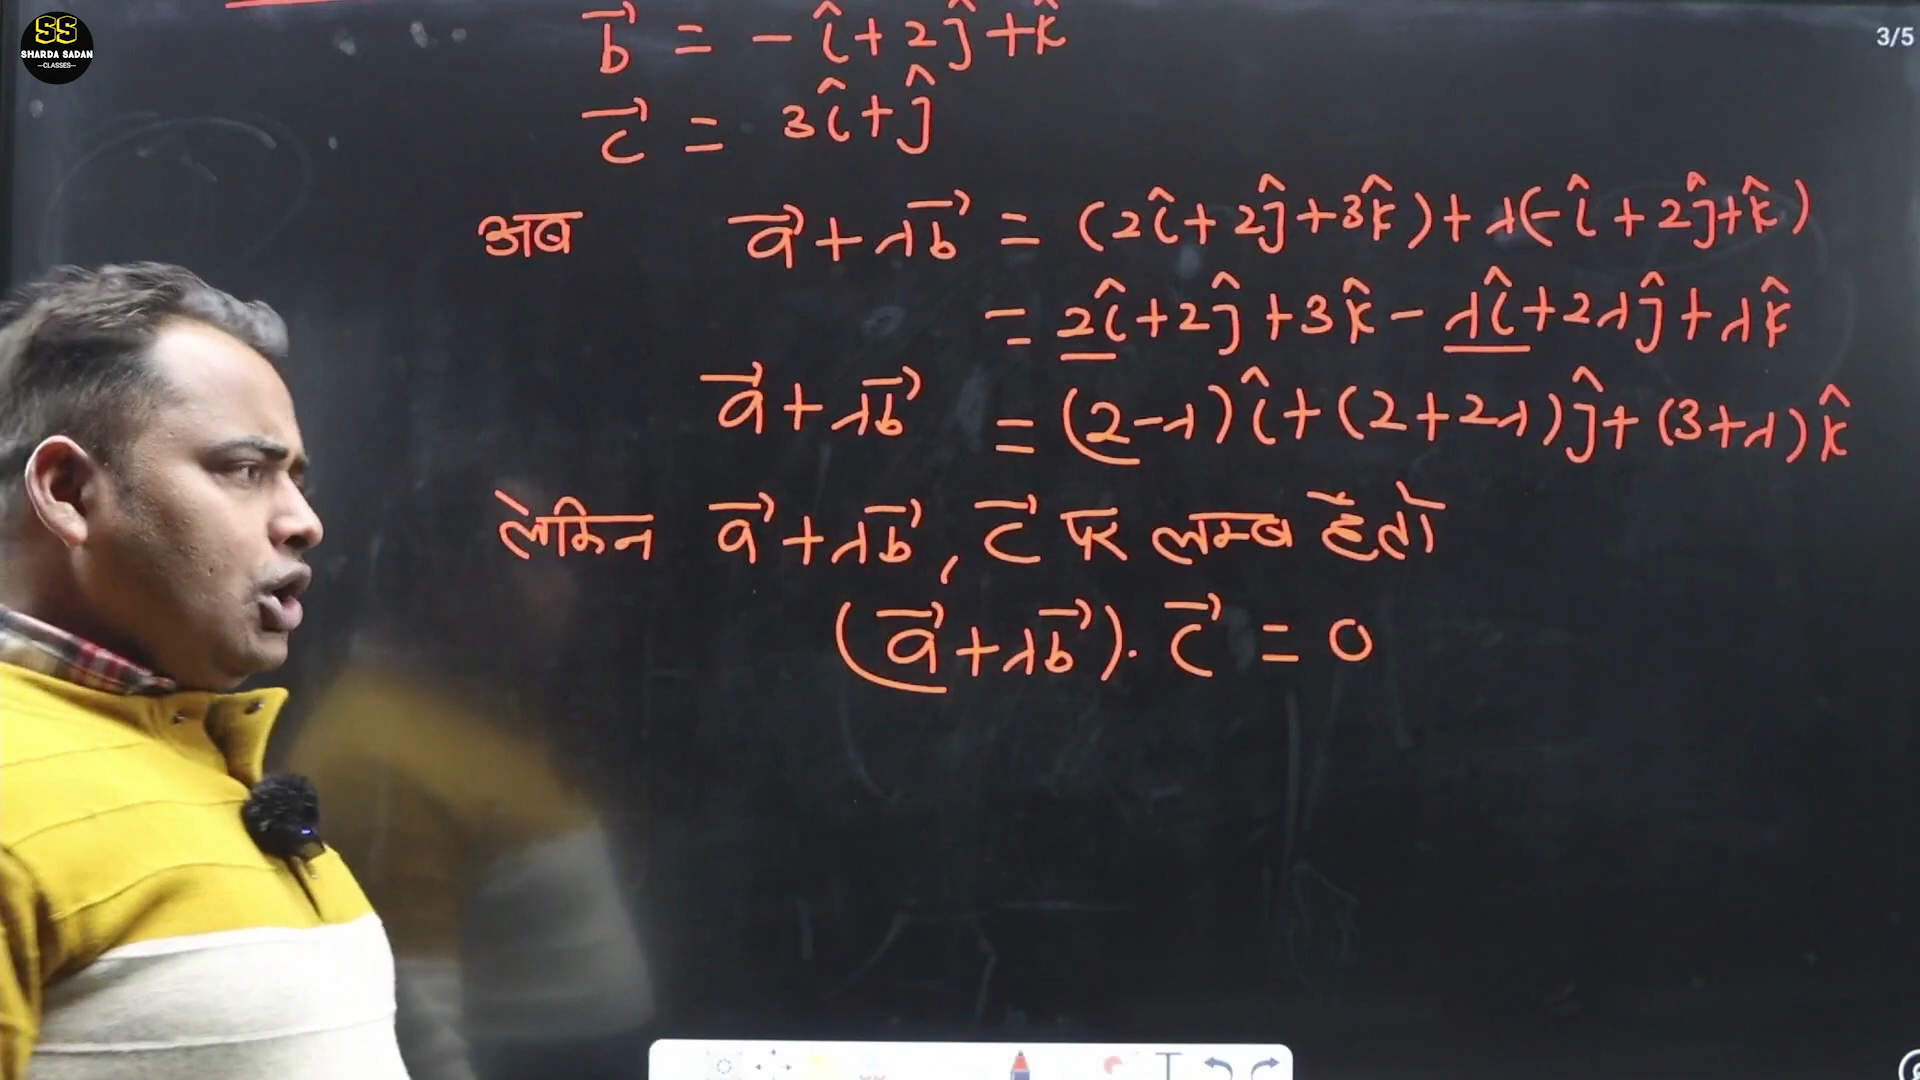 SS
SHARDA SADAN
—CLASSES—
3/5
b⃗ = - î + 2ĵ + k̂
c⃗ = 3î + ĵ
अब a⃗ + λb⃗ = (2î + 2ĵ + 3k̂) + λ(- î + 2ĵ + k̂)
= 2î + 2ĵ + 3k̂ - λî + 2λĵ + λk̂
a⃗ + λb⃗ = (2-λ)î + (2+2λ)ĵ + (3+λ)k̂
लेकिन a⃗ + λb⃗, c⃗ पर लम्ब है तो
(a⃗ + λb⃗). c⃗ = 0